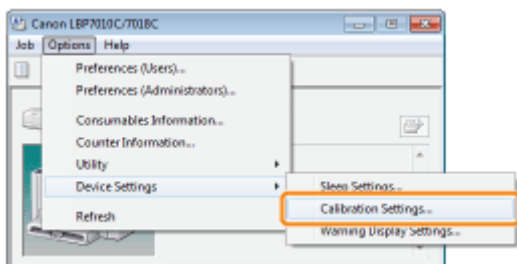 Canon LBP7010C/7018C
Job Options Help
Preferences (Users)...
Preferences (Administrators)...
Consumables Information...
Counter Information...
Utility
Device Settings
Refresh
Sleep Settings...
Calibration Settings...
Warning Display Settings...